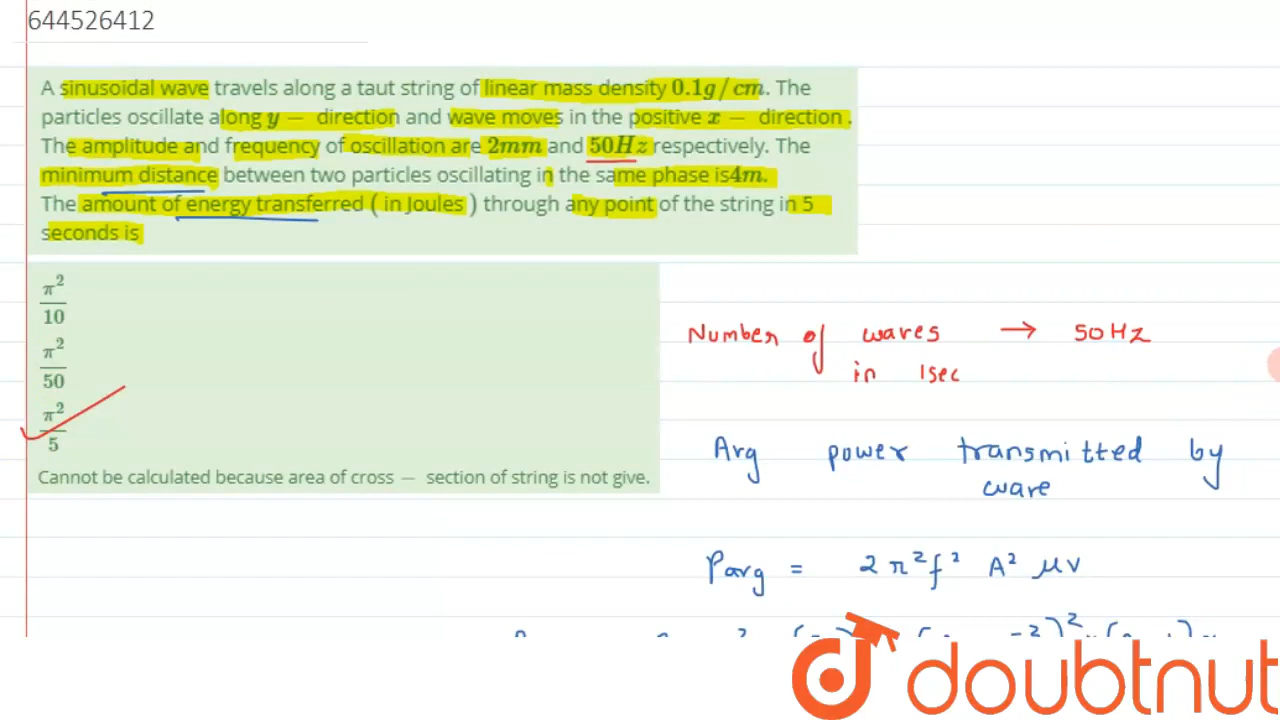 644526412
A sinusoidal wave travels along a taut string of linear mass density 0.1g/cm. The
particles oscillate along y − direction and wave moves in the positive x − direction .
The amplitude and frequency of oscillation are 2mm and 50Hz respectively. The
minimum distance between two particles oscillating in the same phase is4m.
The amount of energy transferred ( in Joules ) through any point of the string in 5
seconds is
π²/10
π²/50
π²/5
Cannot be calculated because area of cross − section of string is not give.
Number of waves → 50Hz
in 1sec
Avg power transmitted by
wave
Pavg = 2π²f² A² μv
doubtnut